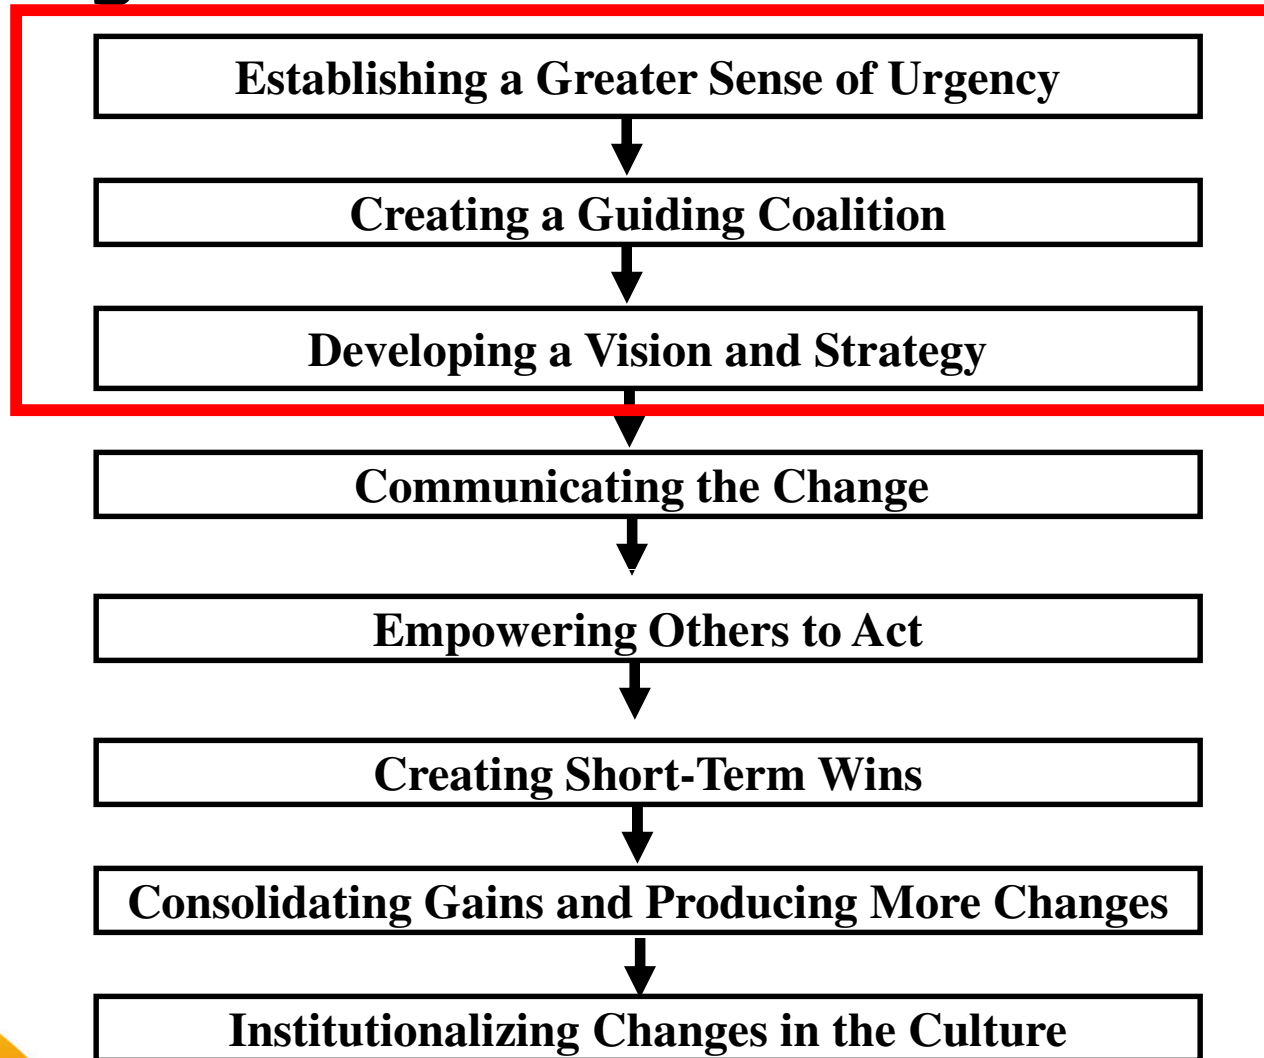 Establishing a Greater Sense of Urgency
Creating a Guiding Coalition
Developing a Vision and Strategy
Communicating the Change
Empowering Others to Act
Creating Short-Term Wins
Consolidating Gains and Producing More Changes
Institutionalizing Changes in the Culture